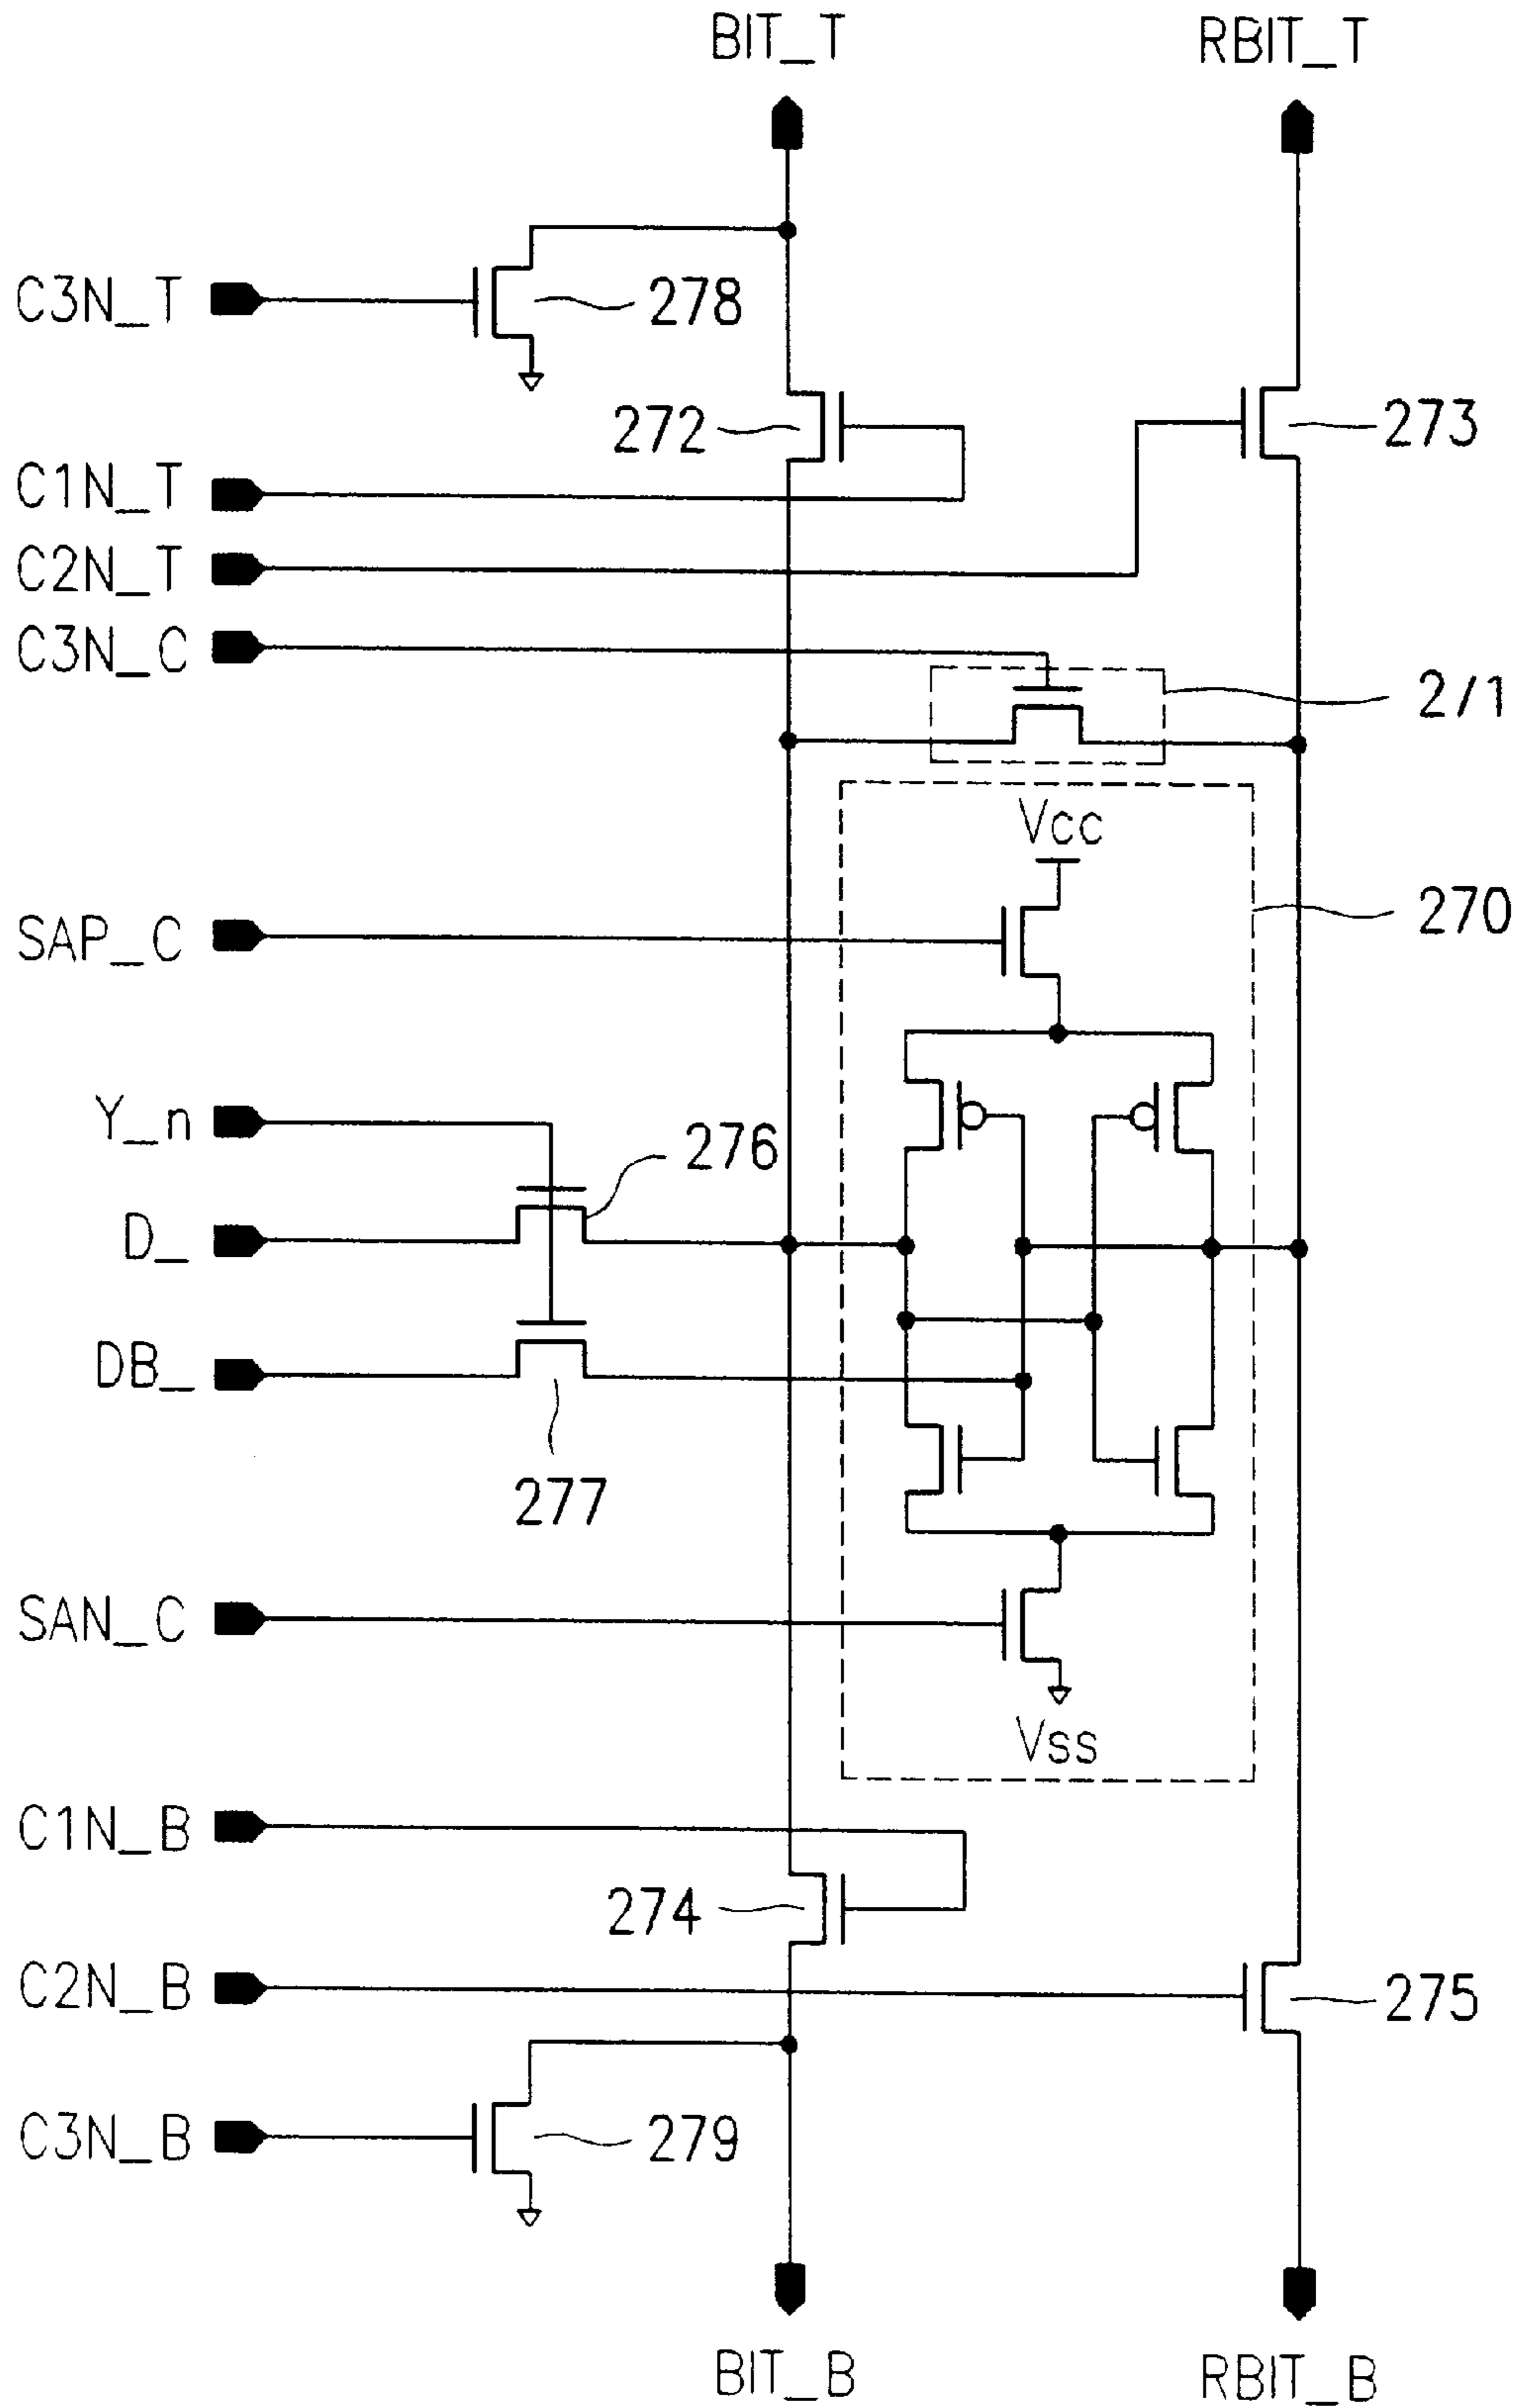 BIT_T
RBIT_T
C3N_T
278
272
273
C1N_T
C2N_T
C3N_C
2/1
Vcc
SAP_C
270
Y_n
276
D_
DB_
277
SAN_C
Vss
C1N_B
274
C2N_B
275
C3N_B
279
BIT_B
RBIT_B